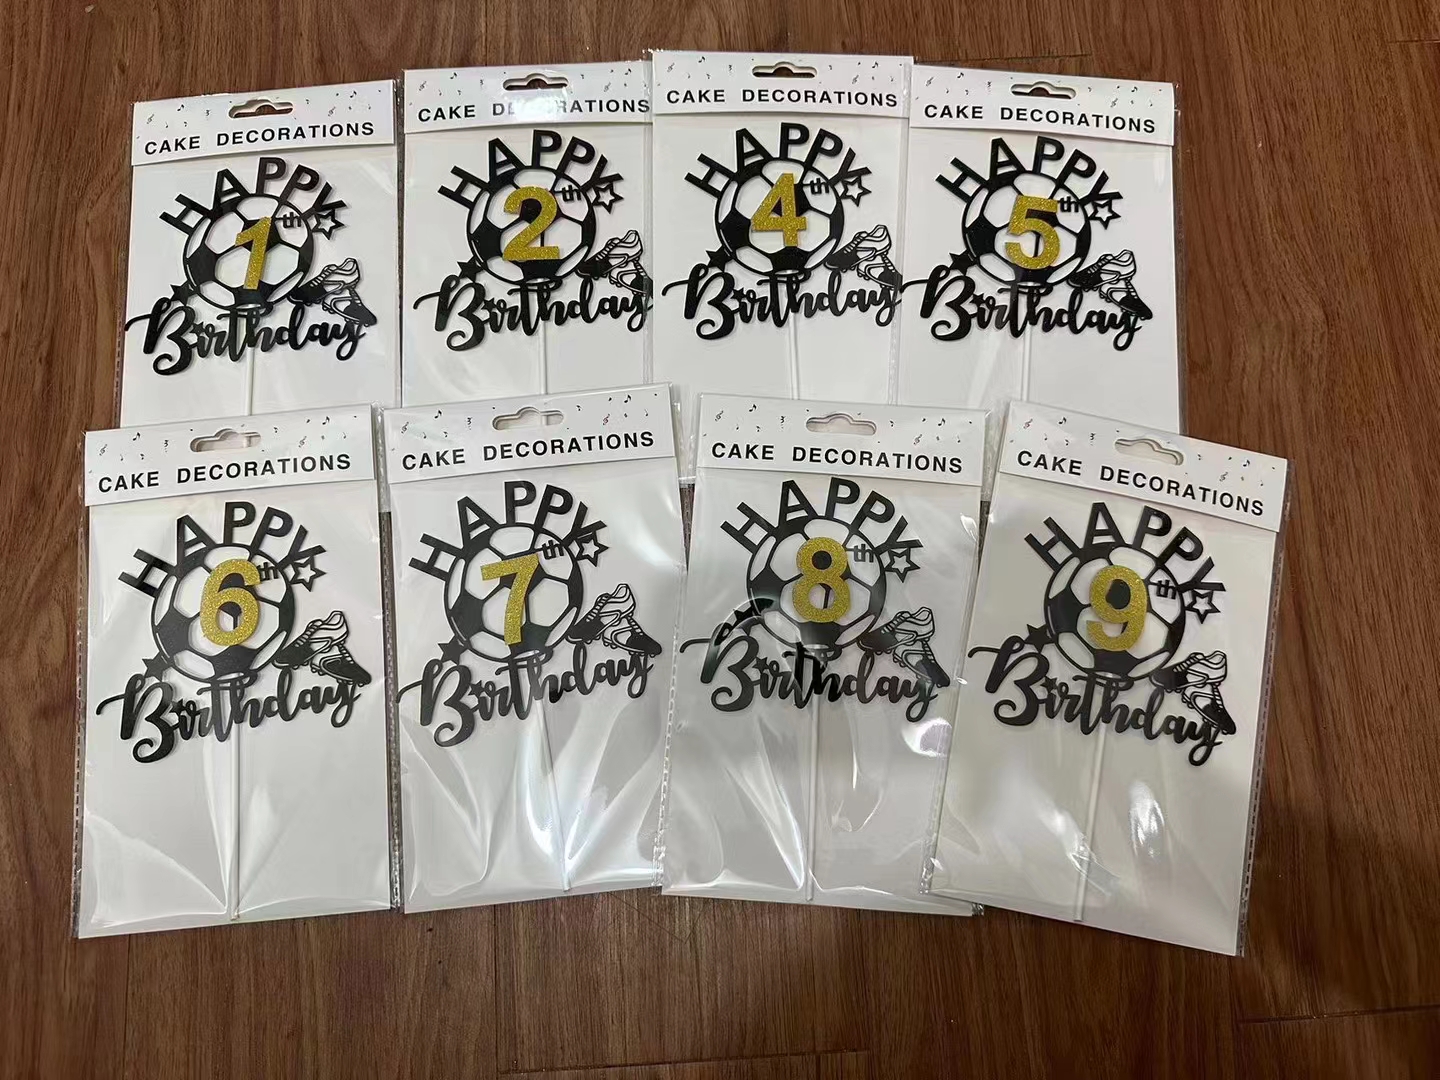 CAKE DECORATIONS
HAPPY
1th
Birthday
CAKE DECORATIONS
HAPPY
2th
Birthday
CAKE DECORATIONS
HAPPY
4th
Birthday
CAKE DECORATIONS
HAPPY
5th
Birthday
CAKE DECORATIONS
HAPPY
6th
Birthday
CAKE DECORATIONS
HAPPY
7th
Birthday
CAKE DECORATIONS
HAPPY
8th
Birthday
CAKE DECORATIONS
HAPPY
9th
Birthday